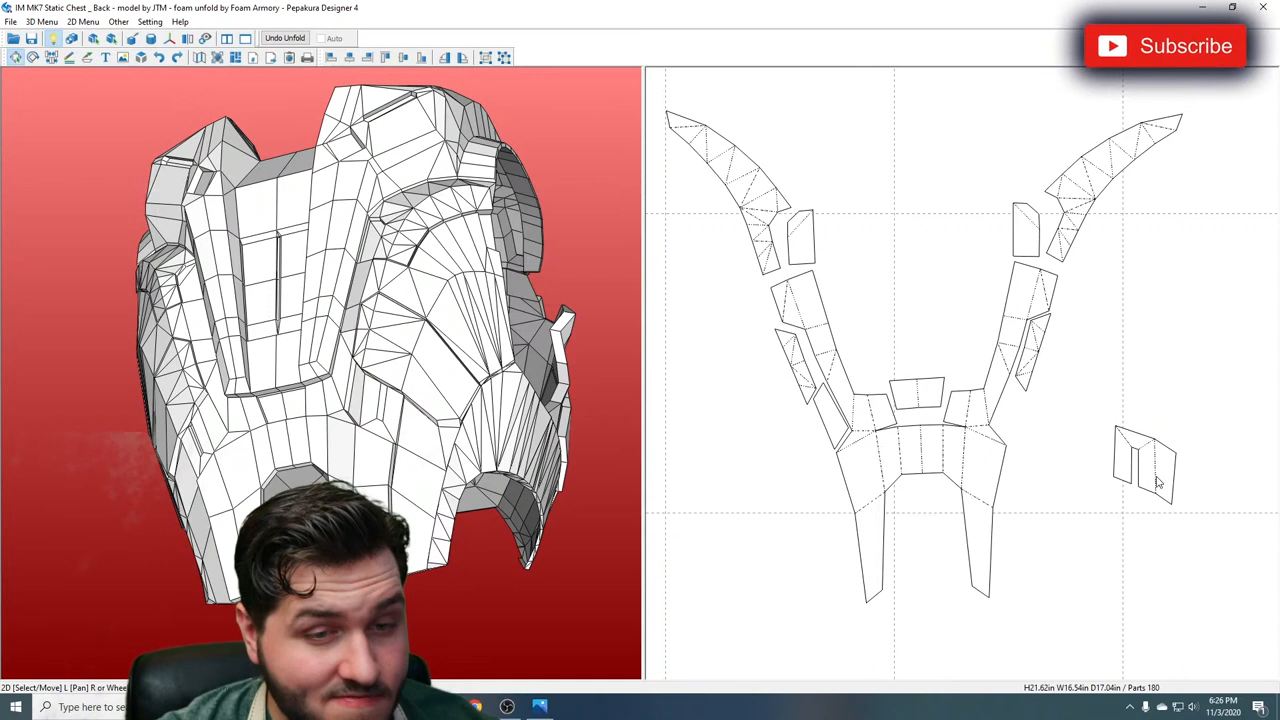 IM MK7 Static Chest _ Back - model by JTM - foam unfold by Foam Armory - Pepakura Designer 4
File 3D Menu 2D Menu Other Setting Help
Subscribe
Undo Unfold Auto
2D [Select/Move] L [Pan] R or Whee
H21.62in W16.54in D17.04in / Parts 180
Type here to se
6:26 PM
11/3/2020